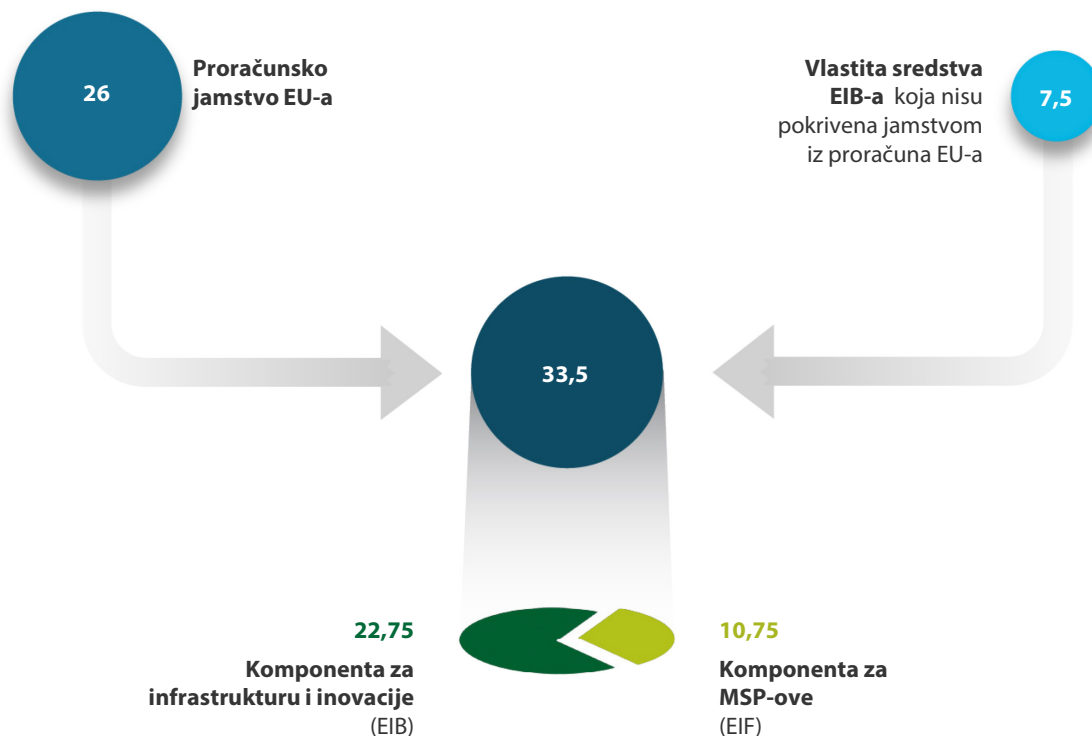 26
Proračunsko
jamstvo EU-a
Vlastita sredstva
EIB-a koja nisu
pokrivena jamstvom
iz proračuna EU-a
7,5
33,5
22,75
Komponenta za
infrastrukturu i inovacije
(EIB)
10,75
Komponenta za
MSP-ove
(EIF)